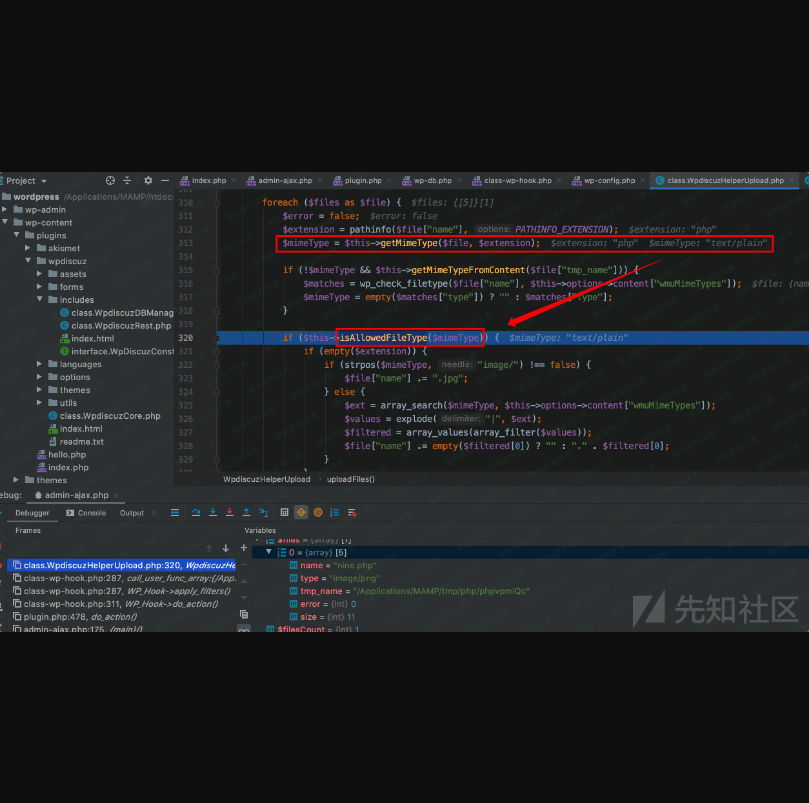 Project
index.php
admin-ajax.php
plugin.php
wp-db.php
class-wp-hook.php
wp-config.php
class.WpdiscuzHelperUpload.php
wordpress /Applications/MAMP/htdoc
wp-admin
wp-content
plugins
akismet
wpdiscuz
assets
forms
includes
class.WpdiscuzDBManag
class.WpdiscuzRest.php
index.html
interface.WpDiscuzConst
languages
options
themes
utils
class.WpdiscuzCore.php
index.html
readme.txt
hello.php
index.php
themes
310 foreach ($files as $file) { $files: {[5]}[1]
311 $error = false; $error: false
312 $extension = pathinfo($file["name"], options: PATHINFO_EXTENSION); $extension: "php"
313 $mimeType = $this->getMimeType($file, $extension); $extension: "php" $mimeType: "text/plain"
314
315 if (!$mimeType && $this->getMimeTypeFromContent($file["tmp_name"])) {
316 $matches = wp_check_filetype($file["name"], $this->options->content["wmuMimeTypes"]); $file: {nam
317 $mimeType = empty($matches["type"]) ? "" : $matches["type"];
318 }
319
320 if ($this->isAllowedFileType($mimeType)) { $mimeType: "text/plain"
321 if (empty($extension)) {
322 if (strpos($mimeType, needle: "image/") !== false) {
323 $file["name"] .= ".jpg";
324 } else {
325 $ext = array_search($mimeType, $this->options->content["wmuMimeTypes"]);
326 $values = explode( delimiter: "|", $ext);
327 $filtered = array_values(array_filter($values));
328 $file["name"] .= empty($filtered[0]) ? "" : "." . $filtered[0];
329 }
WpdiscuzHelperUpload
uploadFiles()
ebug: admin-ajax.php
Debugger
Console
Output
Frames
Variables
class.WpdiscuzHelperUpload.php:320, WpdiscuzHe
class-wp-hook.php:287, call_user_func_array:{/App
class-wp-hook.php:287, WP_Hook->apply_filters()
class-wp-hook.php:311, WP_Hook->do_action()
plugin.php:478, do_action()
admin-ajax.php:175, {main}()
$files = {array} [1]
0 = {array} [5]
name = "nine.php"
type = "image/png"
tmp_name = "/Applications/MAMP/tmp/php/phpvpmiQc"
error = {int} 0
size = {int} 11
$filesCount = {int} 1
先知社区